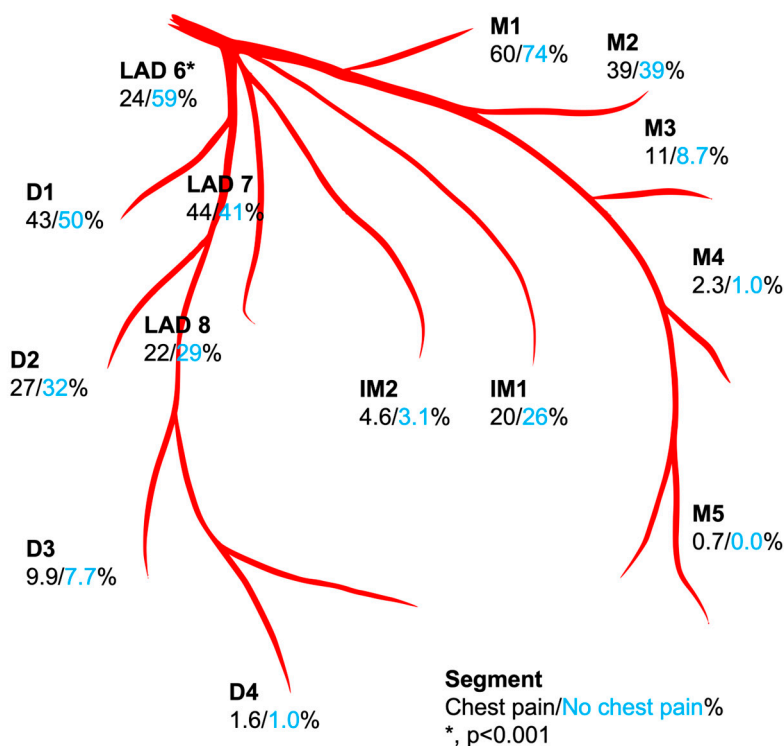 M1
60/74%
M2
39/39%
LAD 6*
24/59%
M3
11/8.7%
LAD 7
44/41%
D1
43/50%
M4
2.3/1.0%
LAD 8
22/29%
D2
27/32%
IM2
4.6/3.1%
IM1
20/26%
M5
0.7/0.0%
D3
9.9/7.7%
D4
1.6/1.0%
Segment
Chest pain/No chest pain%
*, p<0.001